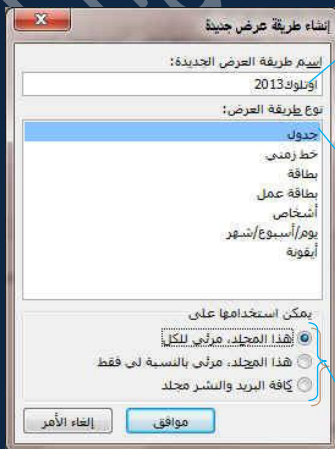 إنشاء طريقة عرض جديدة
اسم طريقة العرض الجديدة:
اوتلوك2013
نوع طريقة العرض:
جدول
خط زمني
بطاقة
بطاقة عمل
أشخاص
يوم/أسبوع/شهر
أيقونة
يمكن استخدامها على
هذا المجلد، مرئي للكل
هذا المجلد، مرئي بالنسبة لي فقط
كافة البريد والنشر مجلد
موافق
إلغاء الأمر